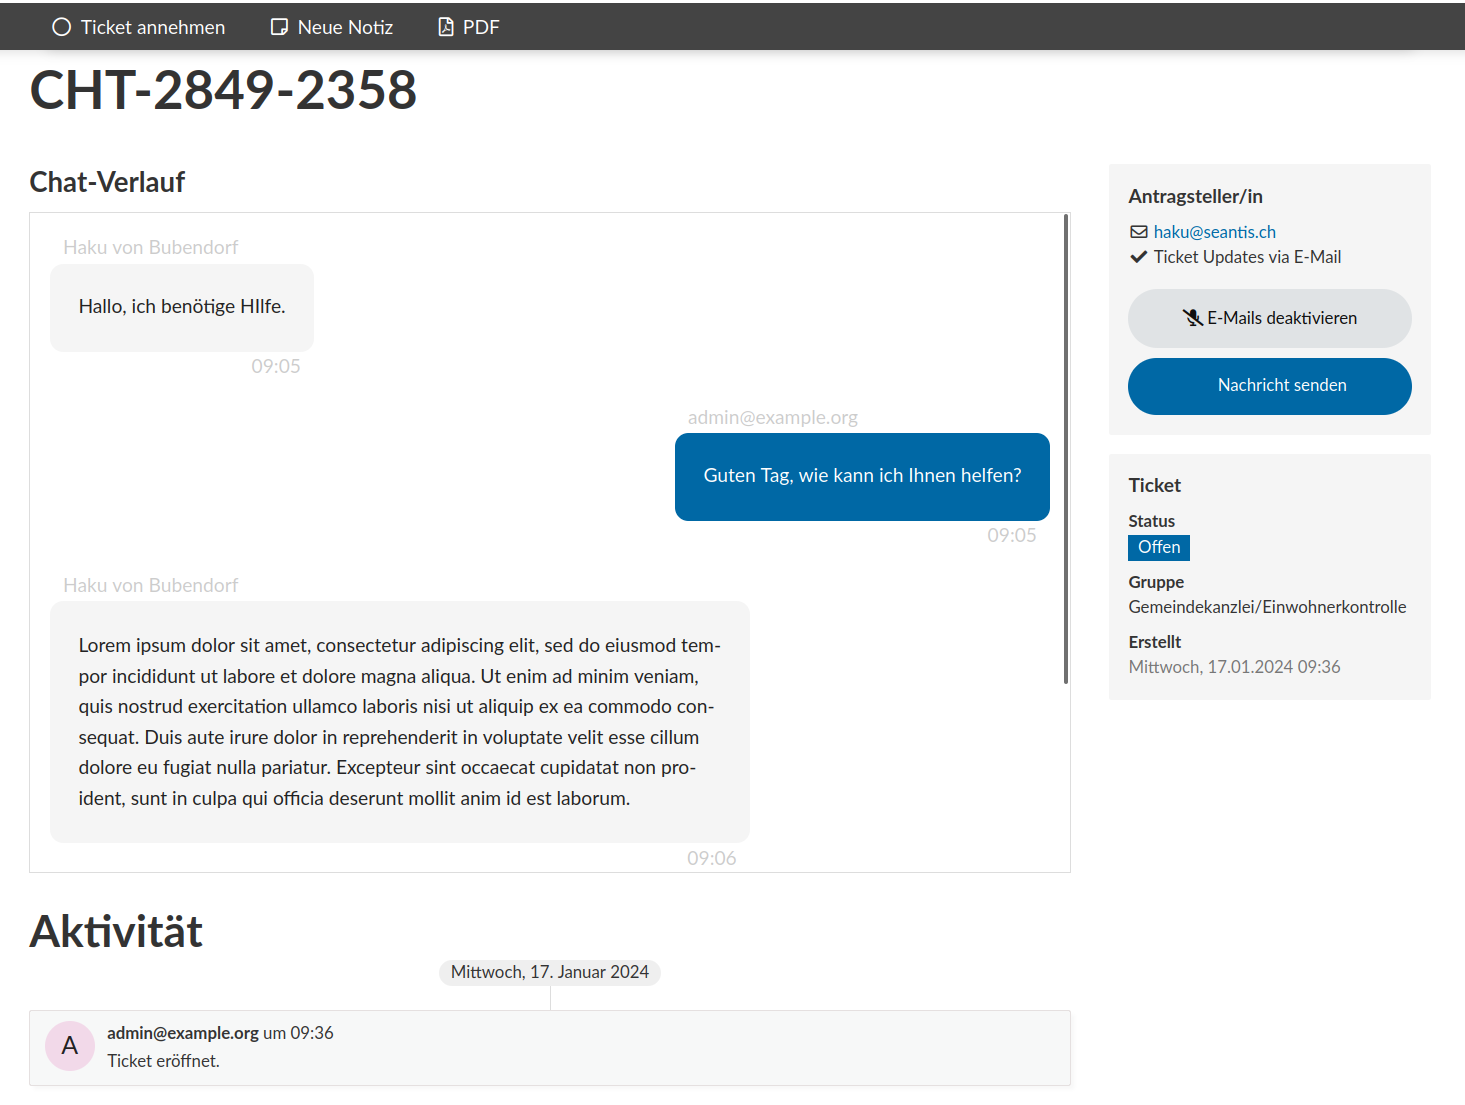 Ticket annehmen
Neue Notiz
PDF
CHT-2849-2358
Chat-Verlauf
Haku von Bubendorf
Hallo, ich benötige HIlfe.
09:05
admin@example.org
Guten Tag, wie kann ich Ihnen helfen?
09:05
Haku von Bubendorf
Lorem ipsum dolor sit amet, consectetur adipiscing elit, sed do eiusmod tem-
por incididunt ut labore et dolore magna aliqua. Ut enim ad minim veniam,
quis nostrud exercitation ullamco laboris nisi ut aliquip ex ea commodo con-
sequat. Duis aute irure dolor in reprehenderit in voluptate velit esse cillum
dolore eu fugiat nulla pariatur. Excepteur sint occaecat cupidatat non pro-
ident, sunt in culpa qui officia deserunt mollit anim id est laborum.
09:06
Antragsteller/in
haku@seantis.ch
Ticket Updates via E-Mail
E-Mails deaktivieren
Nachricht senden
Ticket
Status
Offen
Gruppe
Gemeindekanzlei/Einwohnerkontrolle
Erstellt
Mittwoch, 17.01.2024 09:36
Aktivität
Mittwoch, 17. Januar 2024
A
admin@example.org um 09:36
Ticket eröffnet.